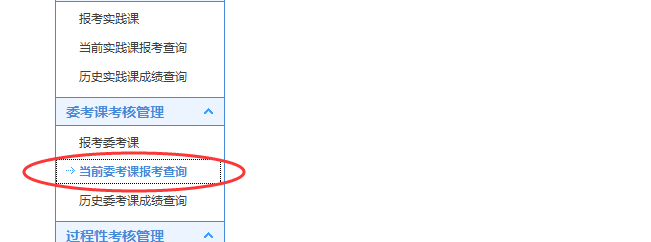 报考实践课
当前实践课报考查询
历史实践课成绩查询
委考课考核管理
报考委考课
当前委考课报考查询
历史委考课成绩查询
过程性考核管理